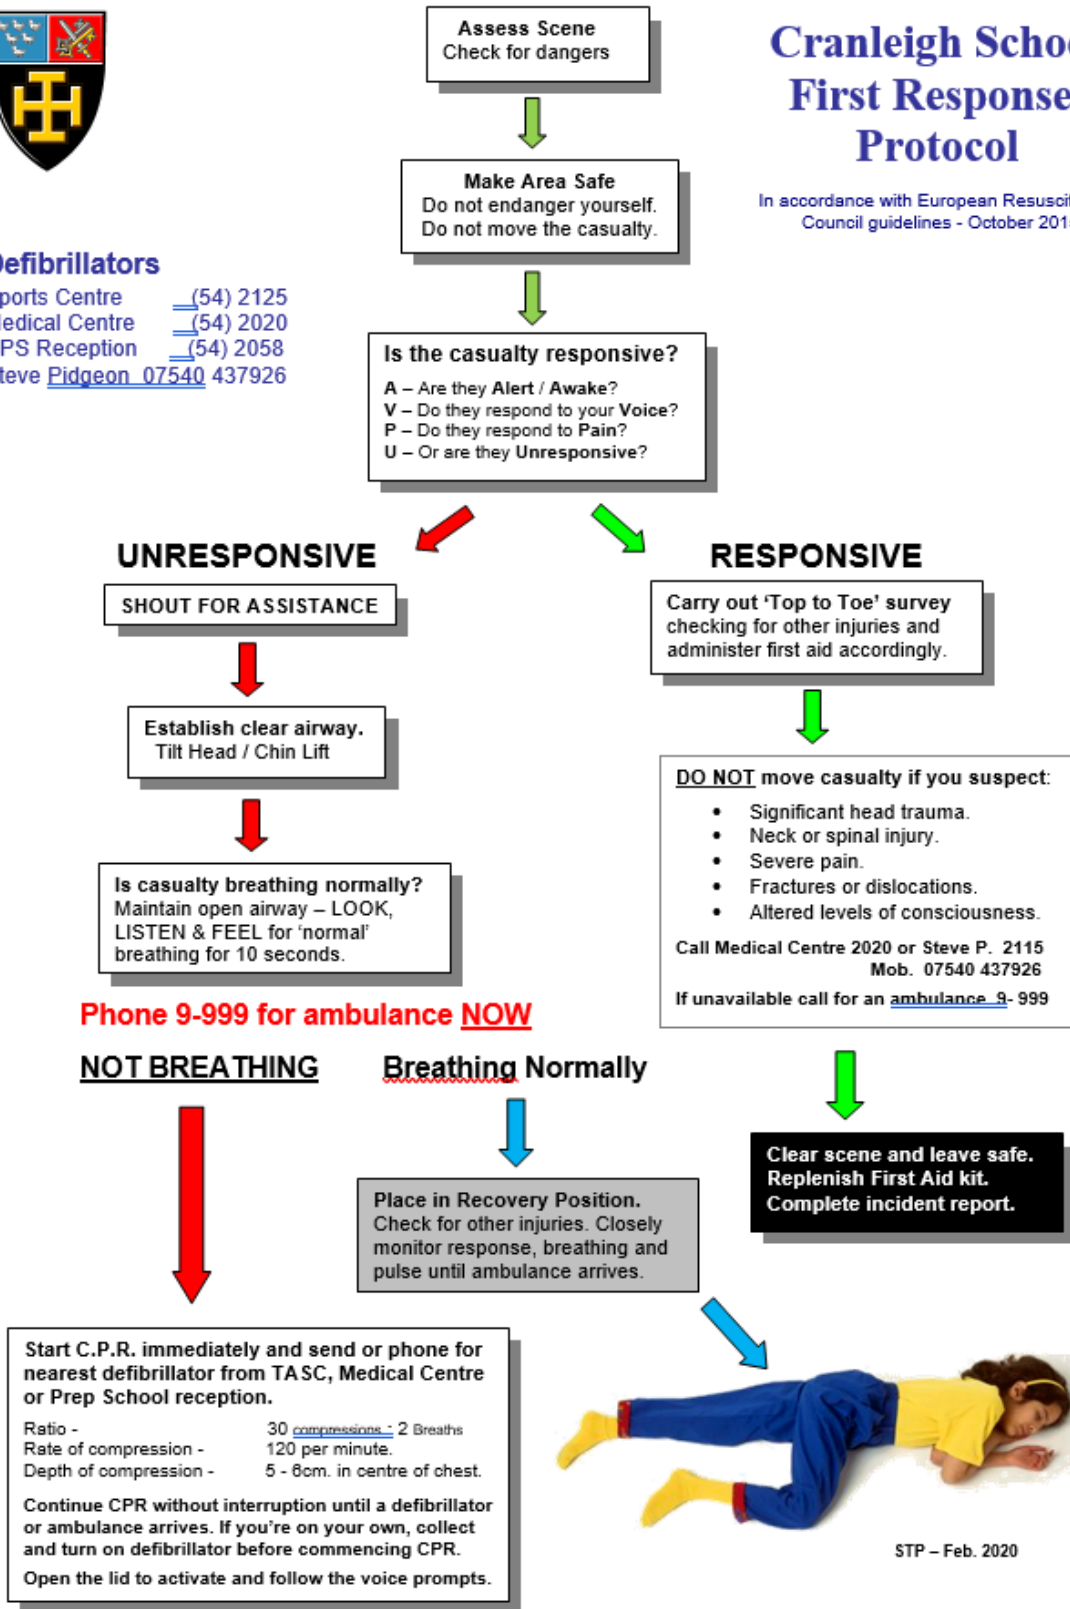 Assess Scene
Check for dangers
Cranleigh Schoo
First Response
Protocol
In accordance with European Resuscit
Council guidelines - October 201
Make Area Safe
Do not endanger yourself.
Do not move the casualty.
Defibrillators
ports Centre (54) 2125
Medical Centre (54) 2020
PS Reception (54) 2058
teve Pidgeon 07540 437926
Is the casualty responsive?
A – Are they Alert / Awake?
V – Do they respond to your Voice?
P – Do they respond to Pain?
U – Or are they Unresponsive?
UNRESPONSIVE
SHOUT FOR ASSISTANCE
Establish clear airway.
Tilt Head / Chin Lift
Is casualty breathing normally?
Maintain open airway – LOOK,
LISTEN & FEEL for ‘normal’
breathing for 10 seconds.
Phone 9-999 for ambulance NOW
RESPONSIVE
Carry out ‘Top to Toe’ survey
checking for other injuries and
administer first aid accordingly.
DO NOT move casualty if you suspect:
• Significant head trauma.
• Neck or spinal injury.
• Severe pain.
• Fractures or dislocations.
• Altered levels of consciousness.
Call Medical Centre 2020 or Steve P. 2115
Mob. 07540 437926
If unavailable call for an ambulance 9- 999
Clear scene and leave safe.
Replenish First Aid kit.
Complete incident report.
NOT BREATHING
Breathing Normally
Place in Recovery Position.
Check for other injuries. Closely
monitor response, breathing and
pulse until ambulance arrives.
Start C.P.R. immediately and send or phone for
nearest defibrillator from TASC, Medical Centre
or Prep School reception.
Ratio - 30 compressions : 2 Breaths
Rate of compression - 120 per minute.
Depth of compression - 5 - 6cm. in centre of chest.
Continue CPR without interruption until a defibrillator
or ambulance arrives. If you’re on your own, collect
and turn on defibrillator before commencing CPR.
Open the lid to activate and follow the voice prompts.
STP – Feb. 2020